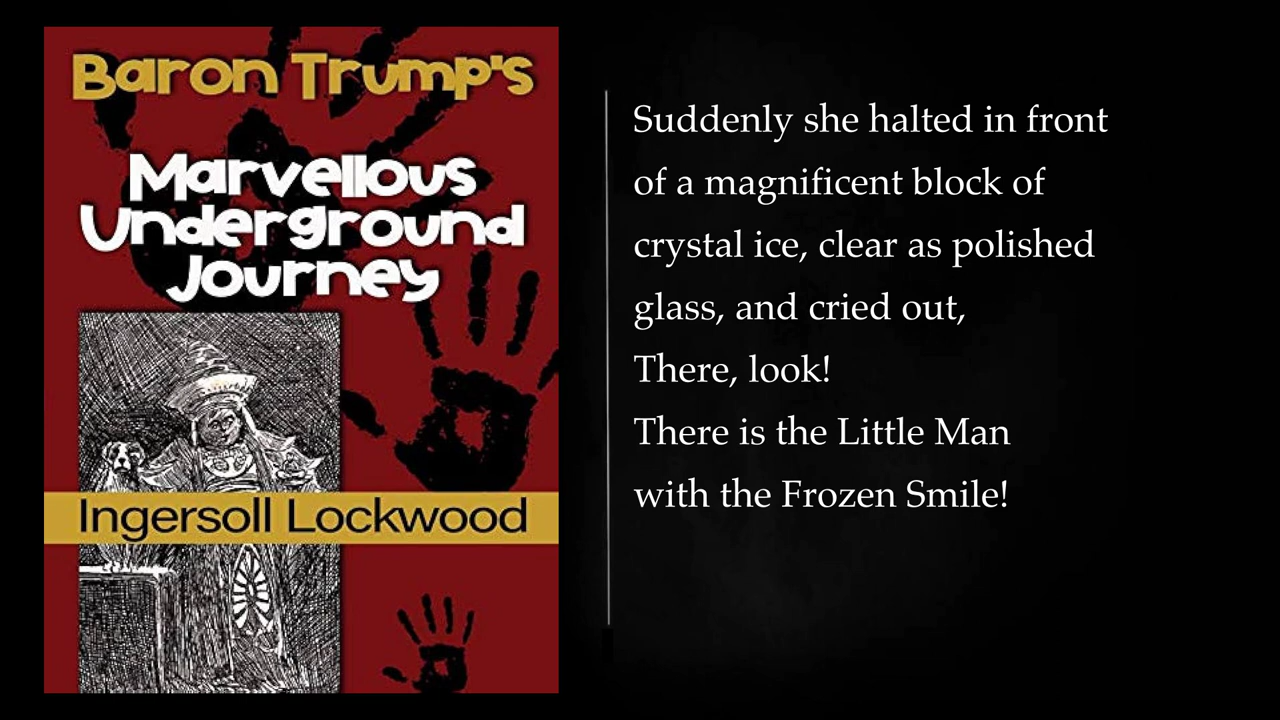 Baron Trump's
Marvellous
Underground
Journey
Ingersoll Lockwood
Suddenly she halted in front
of a magnificent block of
crystal ice, clear as polished
glass, and cried out,
There, look!
There is the Little Man
with the Frozen Smile!